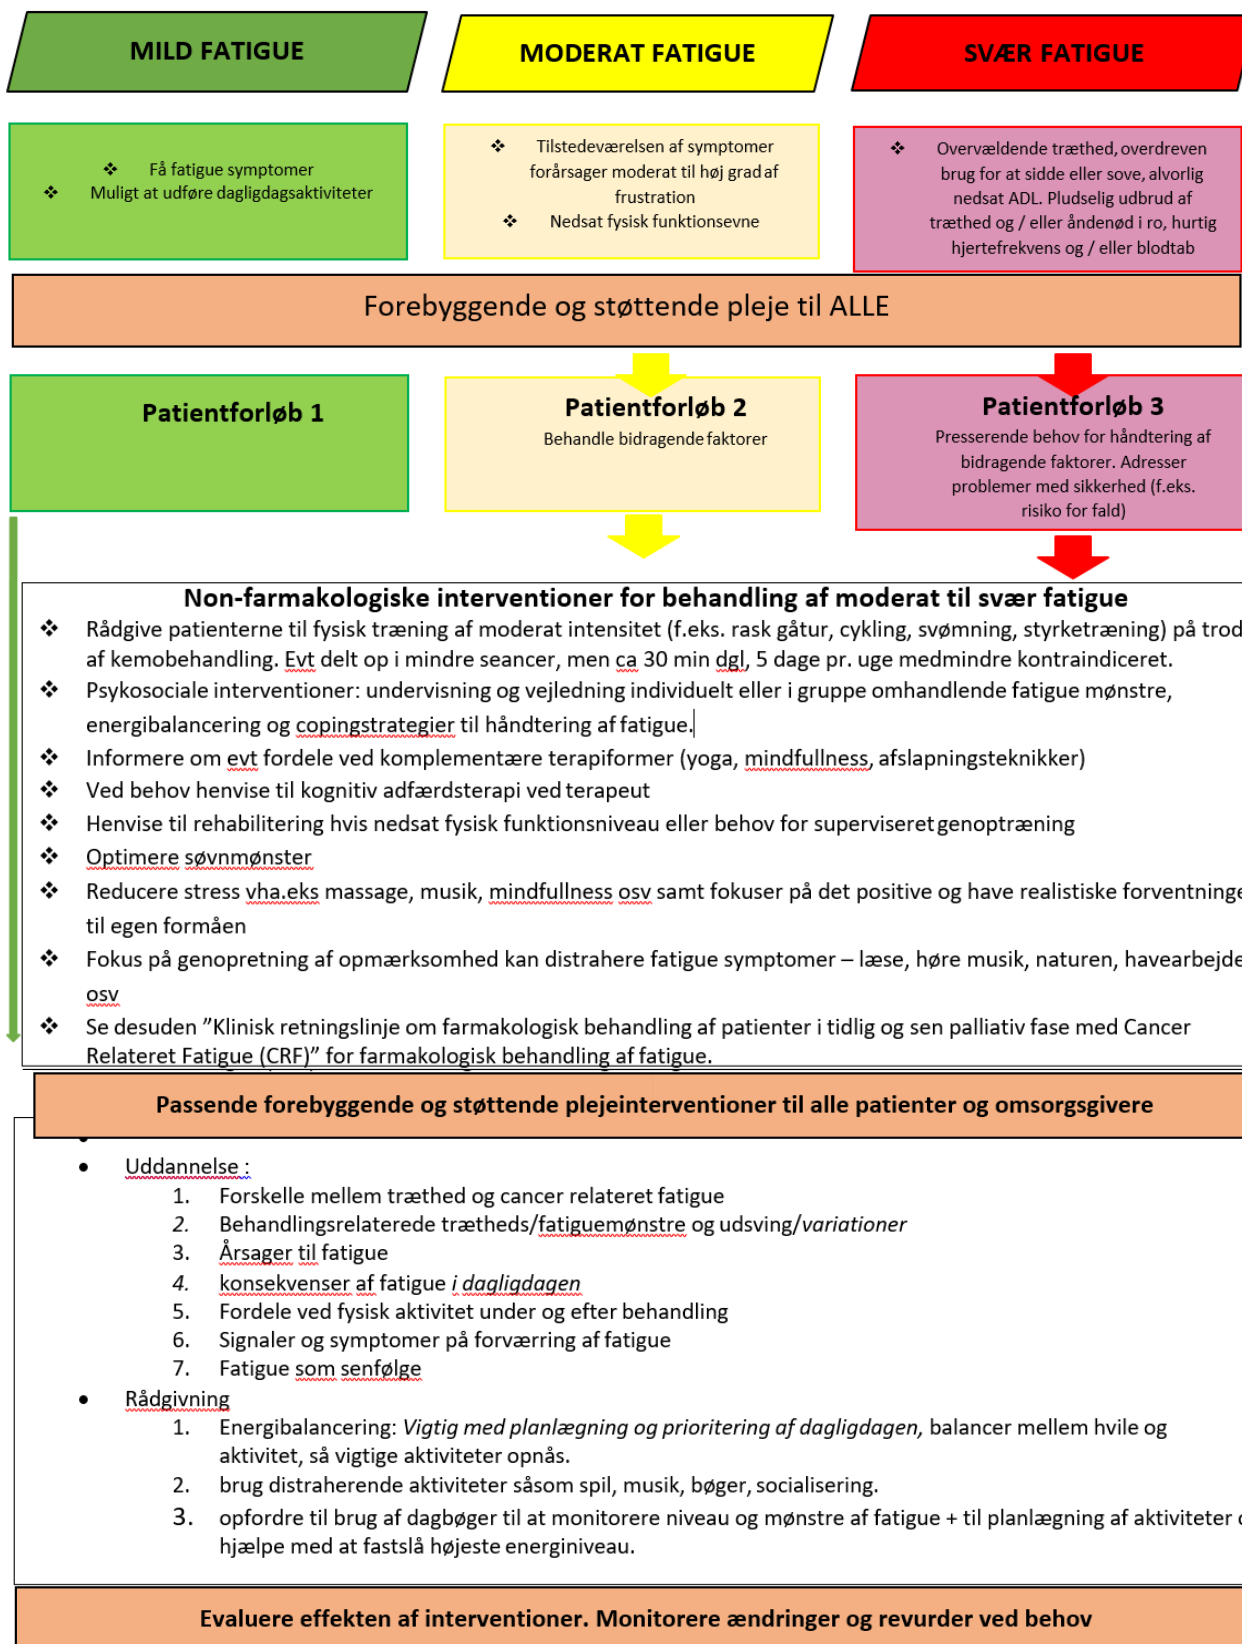 MILD FATIGUE
MODERAT FATIGUE
SVÆR FATIGUE
❖ Få fatigue symptomer
❖ Muligt at udføre dagligdagsaktiviteter
❖ Tilstedeværelsen af symptomer
forårsager moderat til høj grad af
frustration
❖ Nedsat fysisk funktionsevne
❖ Overvældende træthed, overdreven
brug for at sidde eller sove, alvorlig
nedsat ADL. Pludselig udbrud af
træthed og / eller åndenød i ro, hurtig
hjertefrekvens og / eller blodtab
Forebyggende og støttende pleje til ALLE
Patientforløb 1
Patientforløb 2
Behandle bidragende faktorer
Patientforløb 3
Presserende behov for håndtering af
bidragende faktorer. Adresser
problemer med sikkerhed (f.eks.
risiko for fald)
Non-farmakologiske interventioner for behandling af moderat til svær fatigue
❖ Rådgive patienterne til fysisk træning af moderat intensitet (f.eks. rask gåtur, cykling, svømning, styrketræning) på trod
af kemobehandling. Evt delt op i mindre seancer, men ca 30 min dgl, 5 dage pr. uge medmindre kontraindiceret.
❖ Psykosociale interventioner: undervisning og vejledning individuelt eller i gruppe omhandlende fatigue mønstre,
energibalancering og copingstrategier til håndtering af fatigue.
❖ Informere om evt fordele ved komplementære terapiformer (yoga, mindfullness, afslapningsteknikker)
❖ Ved behov henvise til kognitiv adfærdsterapi ved terapeut
❖ Henvise til rehabilitering hvis nedsat fysisk funktionsniveau eller behov for superviseret genoptræning
❖ Optimere søvnmønster
❖ Reducere stress vha.eks massage, musik, mindfullness osv samt fokuser på det positive og have realistiske forventninge
til egen formåen
❖ Fokus på genopretning af opmærksomhed kan distrahere fatigue symptomer – læse, høre musik, naturen, havearbejde
osv
❖ Se desuden ”Klinisk retningslinje om farmakologisk behandling af patienter i tidlig og sen palliativ fase med Cancer
Relateret Fatigue (CRF)” for farmakologisk behandling af fatigue.
Passende forebyggende og støttende plejeinterventioner til alle patienter og omsorgsgivere
• Uddannelse :
1. Forskelle mellem træthed og cancer relateret fatigue
2. Behandlingsrelaterede trætheds/fatiguemønstre og udsving/variationer
3. Årsager til fatigue
4. konsekvenser af fatigue i dagligdagen
5. Fordele ved fysisk aktivitet under og efter behandling
6. Signaler og symptomer på forværring af fatigue
7. Fatigue som senfølge
• Rådgivning
1. Energibalancering: Vigtig med planlægning og prioritering af dagligdagen, balancer mellem hvile og
aktivitet, så vigtige aktiviteter opnås.
2. brug distraherende aktiviteter såsom spil, musik, bøger, socialisering.
3. opfordre til brug af dagbøger til at monitorere niveau og mønstre af fatigue + til planlægning af aktiviteter
hjælpe med at fastslå højeste energiniveau.
Evaluere effekten af interventioner. Monitorere ændringer og revurder ved behov